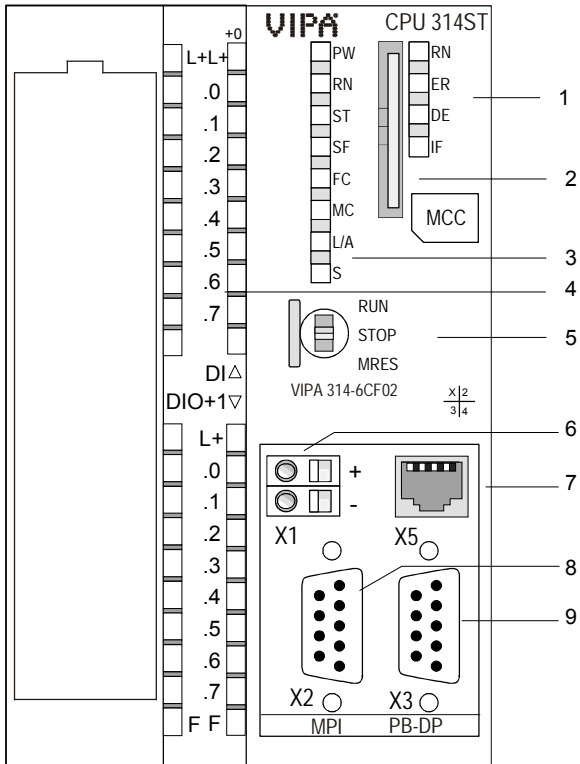 VIPA CPU 314ST
+0
L+L+
.0
.1
.2
.3
.4
.5
.6
.7
DI△
DIO+1▽
L+
.0
.1
.2
.3
.4
.5
.6
.7
F F
PW
RN
ST
SF
FC
MC
L/A
S
RN
ER
DE
IF
MCC
RUN
STOP
MRES
VIPA 314-6CF02
X 2
3 4
+
-
X1
X5
X2
X3
MPI
PB-DP
1
2
3
4
5
6
7
8
9